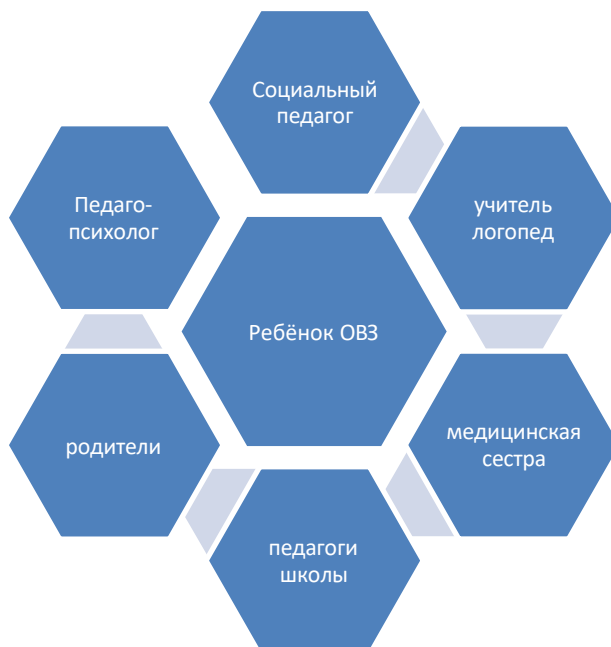 Социальный
педагог
Педаго-
психолог
учитель
логопед
Ребёнок ОВЗ
родители
медицинская
сестра
педагоги
школы